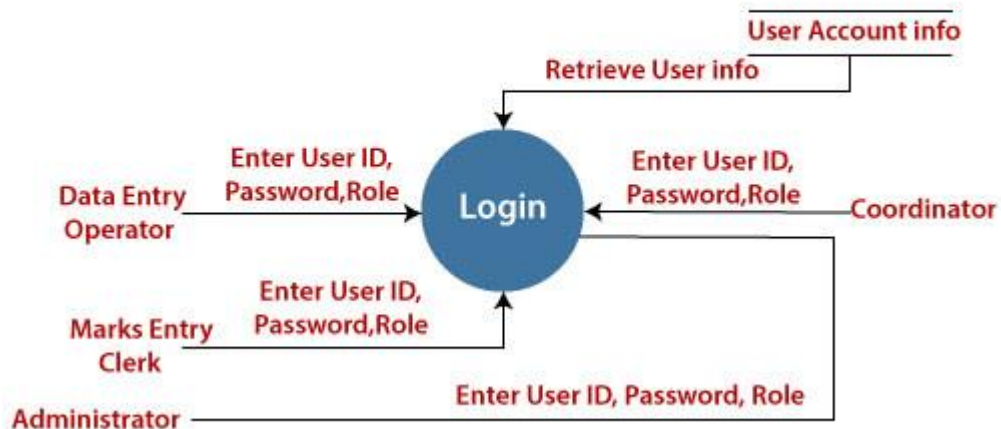 User Account info
Retrieve User info
Enter User ID,
Password,Role
Data Entry
Operator
Login
Enter User ID,
Password,Role
Coordinator
Enter User ID,
Password,Role
Marks Entry
Clerk
Enter User ID, Password, Role
Administrator